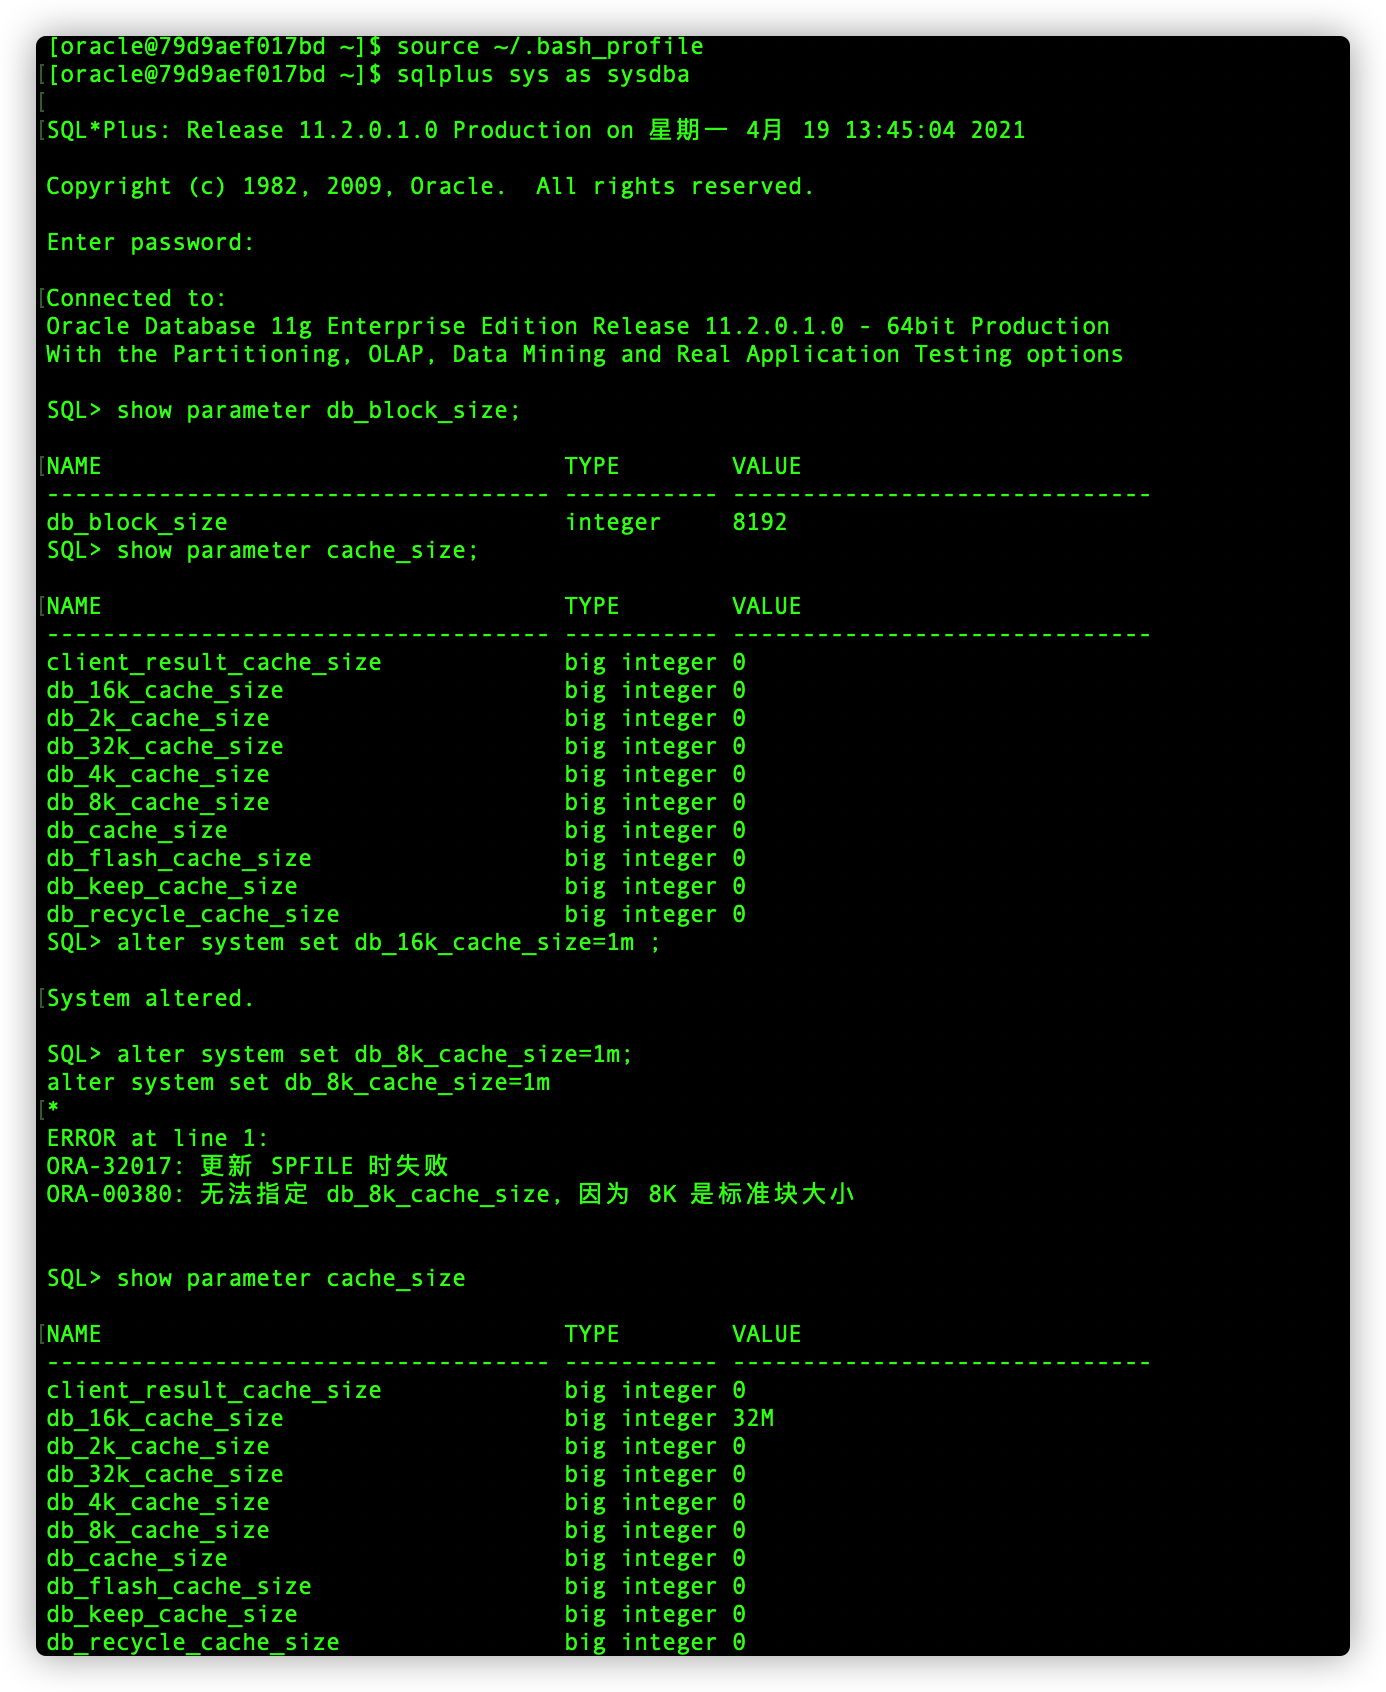 [oracle@79d9aef017bd ~]$ source ~/.bash_profile
[[oracle@79d9aef017bd ~]$ sqlplus sys as sysdba
[
[SQL*Plus: Release 11.2.0.1.0 Production on 星期一 4月 19 13:45:04 2021
Copyright (c) 1982, 2009, Oracle.  All rights reserved.
Enter password:
[Connected to:
Oracle Database 11g Enterprise Edition Release 11.2.0.1.0 - 64bit Production
With the Partitioning, OLAP, Data Mining and Real Application Testing options
SQL> show parameter db_block_size;
[NAME                                 TYPE        VALUE
------------------------------------ ----------- ------------------------------
db_block_size                        integer     8192
SQL> show parameter cache_size;
[NAME                                 TYPE        VALUE
------------------------------------ ----------- ------------------------------
client_result_cache_size             big integer 0
db_16k_cache_size                    big integer 0
db_2k_cache_size                     big integer 0
db_32k_cache_size                    big integer 0
db_4k_cache_size                     big integer 0
db_8k_cache_size                     big integer 0
db_cache_size                        big integer 0
db_flash_cache_size                  big integer 0
db_keep_cache_size                   big integer 0
db_recycle_cache_size                big integer 0
SQL> alter system set db_16k_cache_size=1m ;
[System altered.
SQL> alter system set db_8k_cache_size=1m;
alter system set db_8k_cache_size=1m
[*
ERROR at line 1:
ORA-32017: 更新 SPFILE 时失败
ORA-00380: 无法指定 db_8k_cache_size, 因为 8K 是标准块大小
SQL> show parameter cache_size
[NAME                                 TYPE        VALUE
------------------------------------ ----------- ------------------------------
client_result_cache_size             big integer 0
db_16k_cache_size                    big integer 32M
db_2k_cache_size                     big integer 0
db_32k_cache_size                    big integer 0
db_4k_cache_size                     big integer 0
db_8k_cache_size                     big integer 0
db_cache_size                        big integer 0
db_flash_cache_size                  big integer 0
db_keep_cache_size                   big integer 0
db_recycle_cache_size                big integer 0